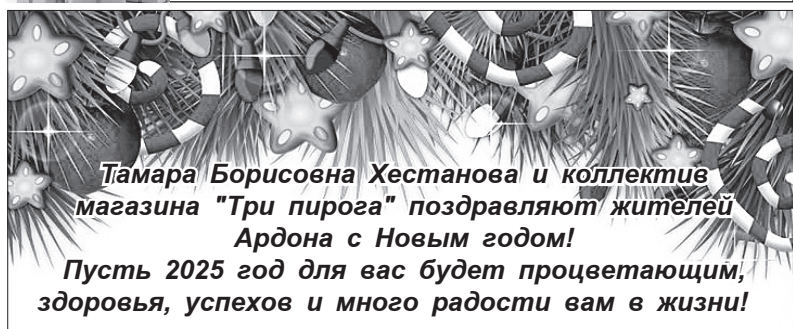 Тамара Борисовна Хестанова и коллектив
магазина "Три пирога" поздравляют жителей
Ардона с Новым годом!
Пусть 2025 год для вас будет процветающим,
здоровья, успехов и много радости вам в жизни!